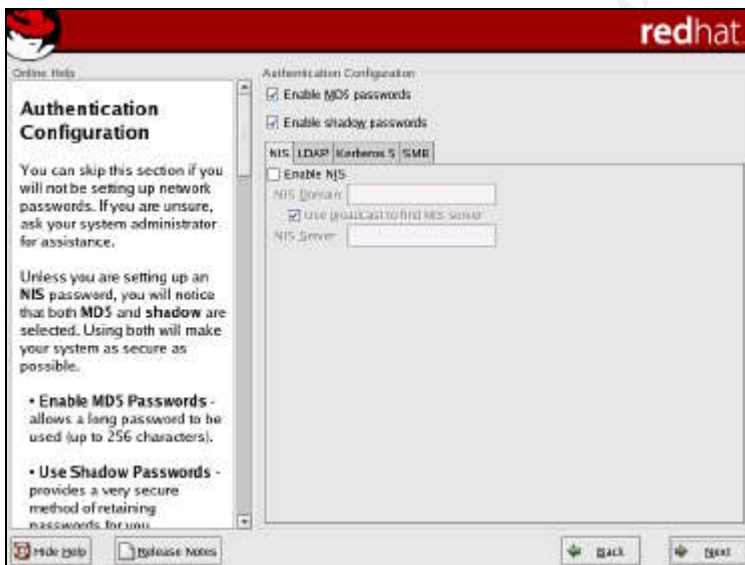 redhat
Online Help
Authentication
Configuration
You can skip this section if you
will not be setting up network
passwords. If you are unsure,
ask your system administrator
for assistance.
Unless you are setting up an
NIS password, you will notice
that both MD5 and shadow are
selected. Using both will make
your system as secure as
possible.
• Enable MD5 Passwords -
allows a long password to be
used (up to 256 characters).
• Use Shadow Passwords -
provides a very secure
method of retaining
passwords for you
Authentication Configuration
Enable MD5 passwords
Enable shadow passwords
NIS LDAP Kerberos 5 SMB
Enable NIS
NIS Domain:
Use broadcast to find NIS server
NIS Server:
Hide Help
Release Notes
Back
Next